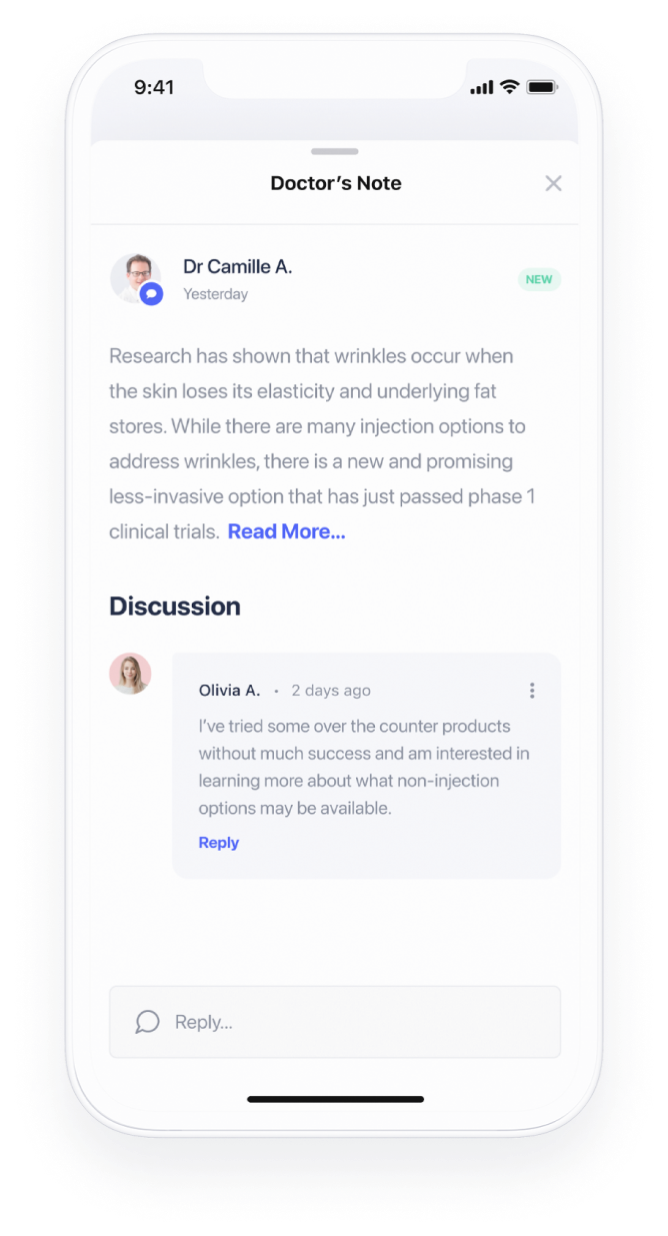 9:41
Doctor’s Note
Dr Camille A.
Yesterday
NEW
Research has shown that wrinkles occur when
the skin loses its elasticity and underlying fat
stores. While there are many injection options to
address wrinkles, there is a new and promising
less-invasive option that has just passed phase 1
clinical trials. Read More...
Discussion
Olivia A. • 2 days ago
I’ve tried some over the counter products
without much success and am interested in
learning more about what non-injection
options may be available.
Reply
Reply...